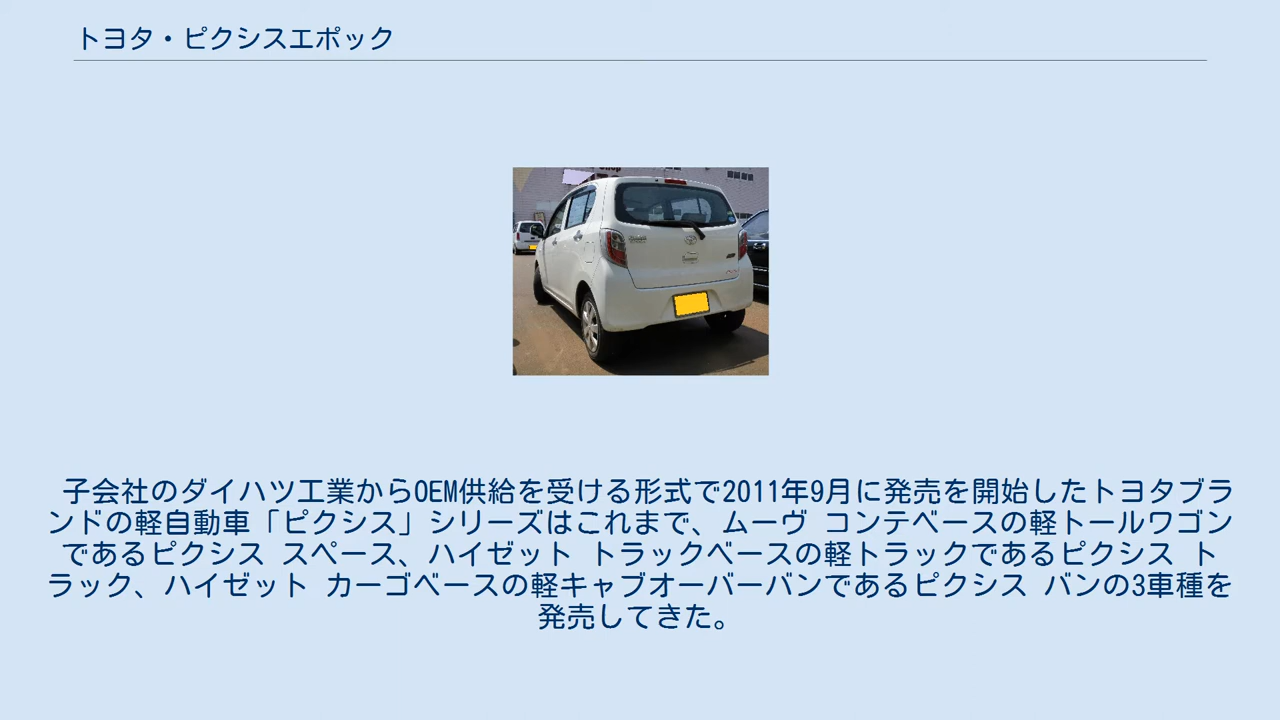 トヨタ・ピクシスエポック
子会社のダイハツ工業からOEM供給を受ける形式で2011年9月に発売を開始したトヨタブラ
ンドの軽自動車「ピクシス」シリーズはこれまで、ムーヴ コンテベースの軽トールワゴン
であるピクシス スペース、ハイゼット トラックベースの軽トラックであるピクシス ト
ラック、ハイゼット カーゴベースの軽キャブオーバーバンであるピクシス バンの3車種を
発売してきた。